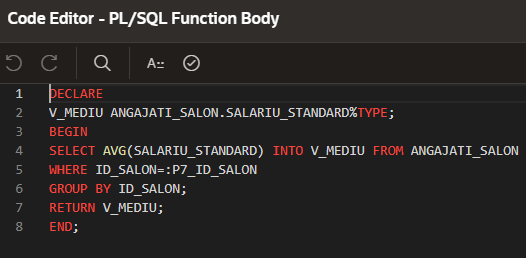 Code Editor - PL/SQL Function Body
A--
1 DECLARE
2 V_MEDIU ANGAJATI_SALON.SALARIU_STANDARD%TYPE;
3 BEGIN
4 SELECT AVG(SALARIU_STANDARD) INTO V_MEDIU FROM ANGAJATI_SALON
5 WHERE ID_SALON=:P7_ID_SALON
6 GROUP BY ID_SALON;
7 RETURN V_MEDIU;
8 END;